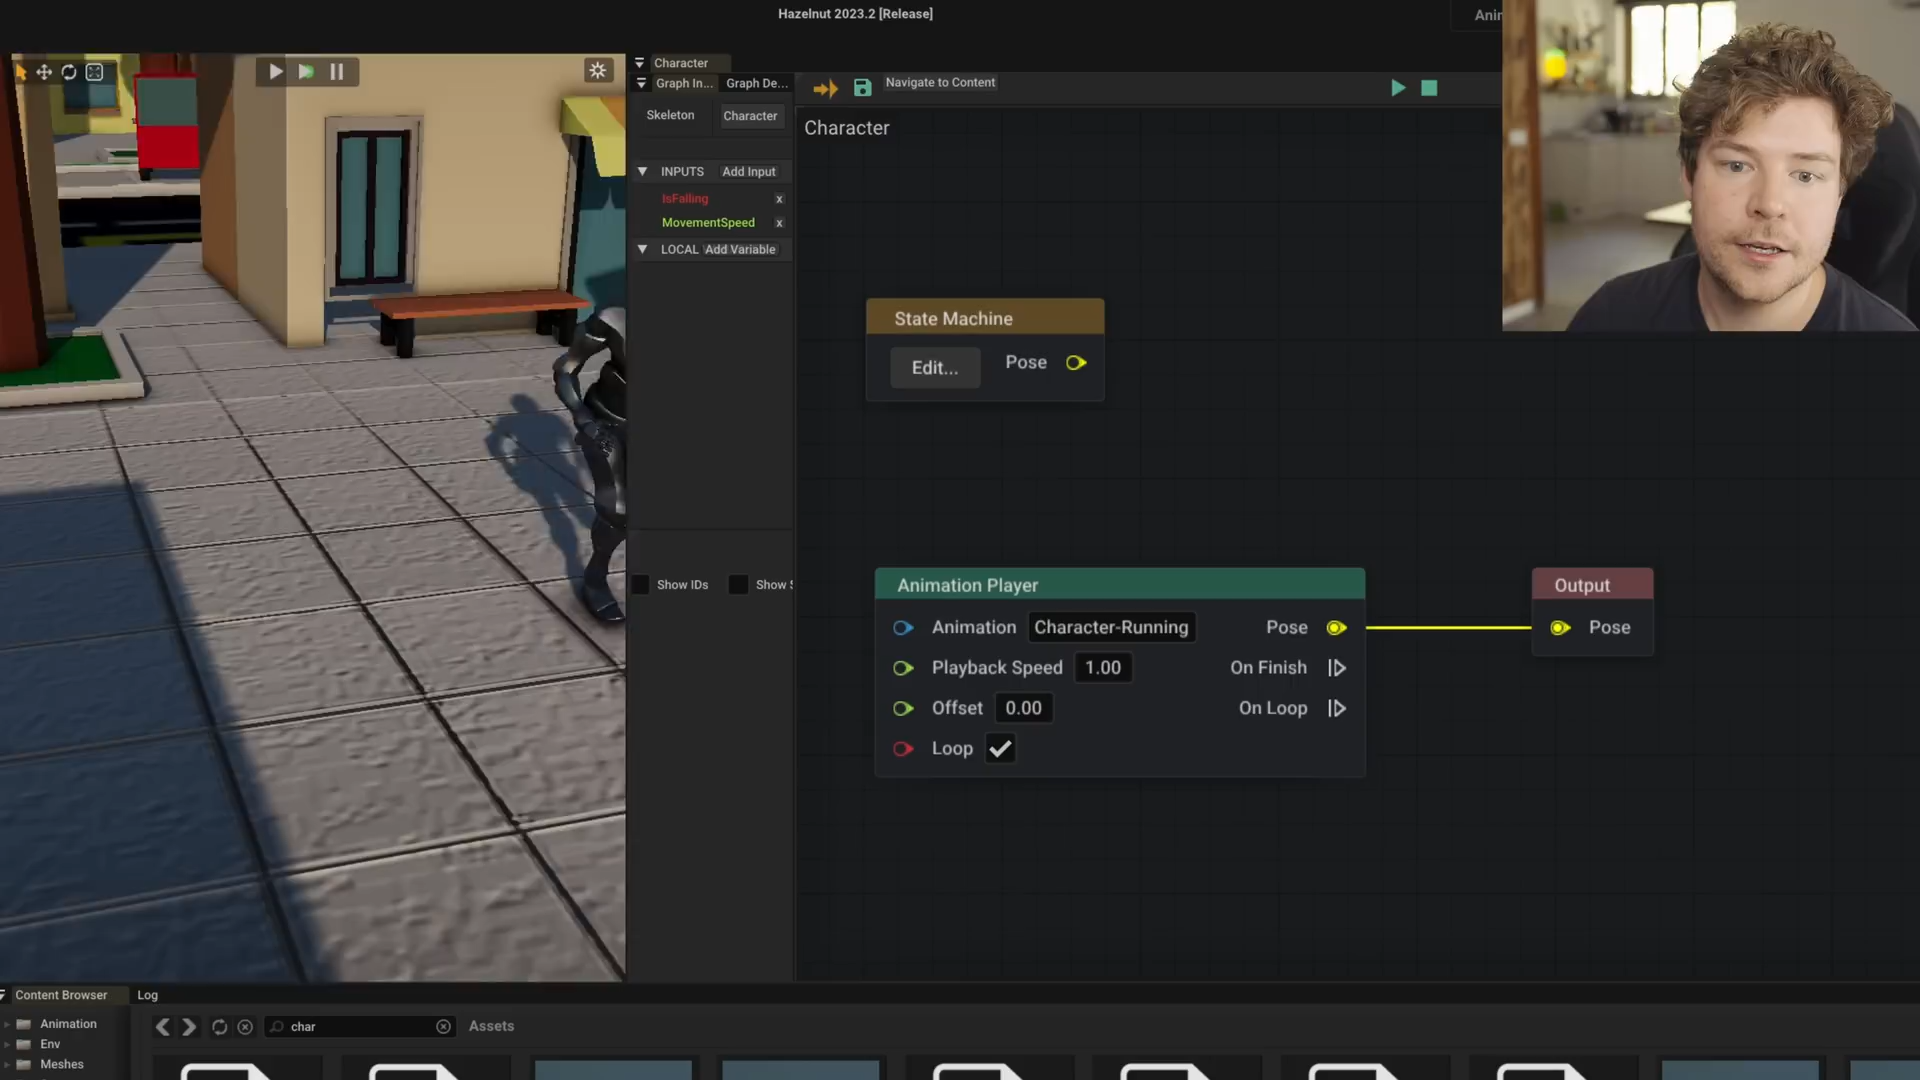 Hazelnut 2023.2 [Release]
Character
Graph In...
Graph De...
Navigate to Content
Skeleton
Character
Character
INPUTS
Add Input
IsFalling
x
MovementSpeed
x
LOCAL
Add Variable
State Machine
Edit...
Pose
Show IDs
Animation Player
Output
Animation
Character-Running
Pose
Pose
Playback Speed
1.00
On Finish
Offset
0.00
On Loop
Loop
Content Browser
Log
Animation
char
Assets
Env
Meshes